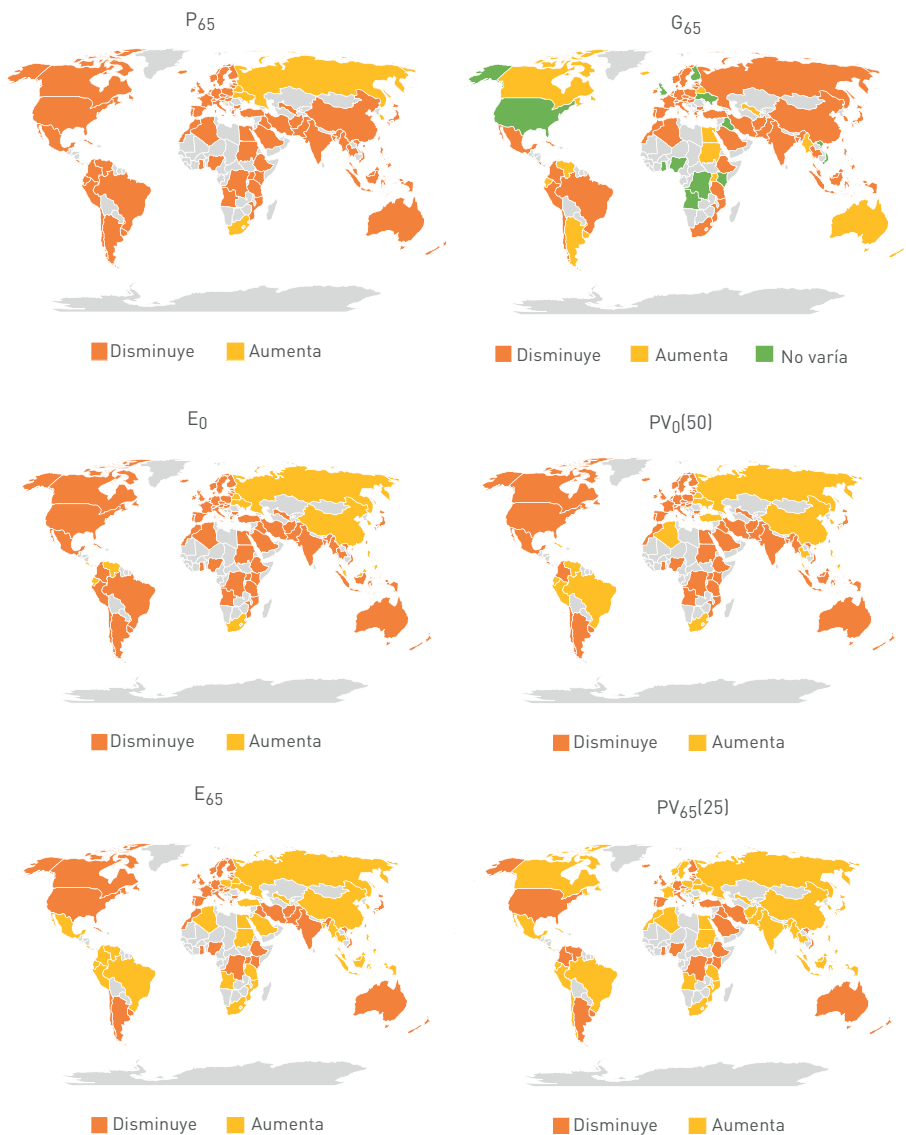 P65
G65
Disminuye Aumenta
Disminuye Aumenta No varía
E0
PV0(50)
Disminuye Aumenta
Disminuye Aumenta
E65
PV65(25)
Disminuye Aumenta
Disminuye Aumenta